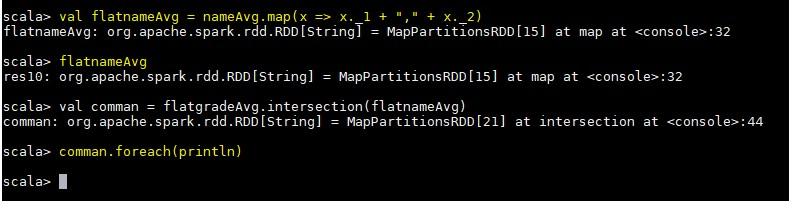 scala> val flatnameAvg = nameAvg.map(x => x._1 + "," + x._2)
flatnameAvg: org.apache.spark.rdd.RDD[String] = MapPartitionsRDD[15] at map at <console>:32
scala> flatnameAvg
res10: org.apache.spark.rdd.RDD[String] = MapPartitionsRDD[15] at map at <console>:32
scala> val comman = flatgradeAvg.intersection(flatnameAvg)
comman: org.apache.spark.rdd.RDD[String] = MapPartitionsRDD[21] at intersection at <console>:44
scala> comman.foreach(println)
scala>